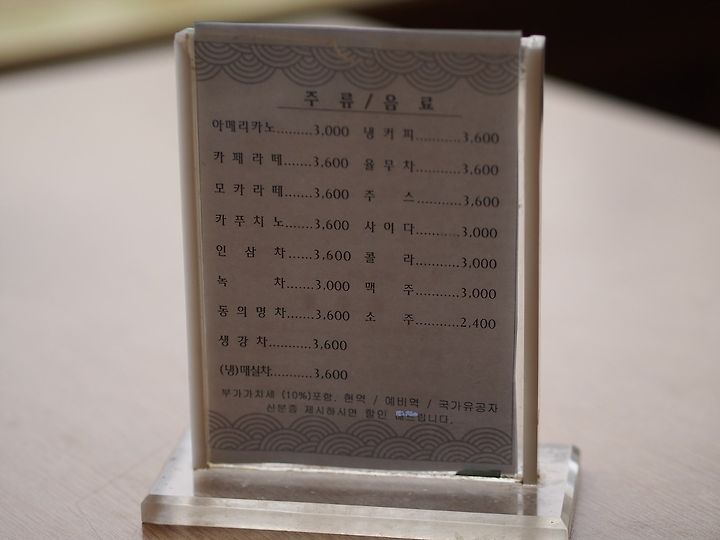 주 류 / 음 료
아메리카노.........3,000
카 페 라 떼.......3,600
모 카 라 떼.......3,600
카 푸 치 노.......3,600
인 삼 차.......3,600
녹 차.......3,000
동 의 명 차.......3,600
생 강 차...........3,600
(냉)매실차...........3,600
냉 커 피............3,600
율 무 차............3,600
주 스............3,600
사 이 다............3,000
콜 라............3,000
맥 주............3,000
소 주............2,400
부가가치세 (10%)포함. 현역 / 예비역 / 국가유공자
신분증 제시하시면 할인 해드립니다.